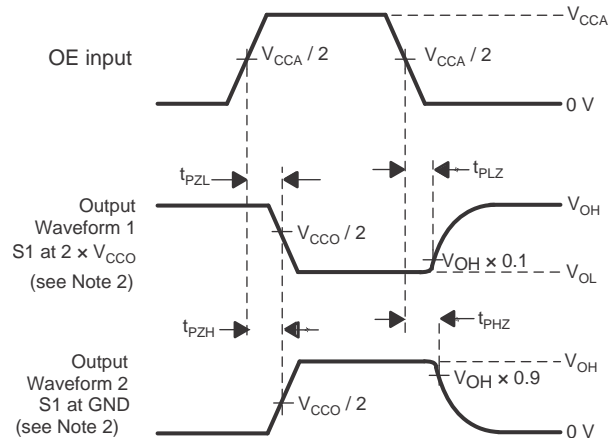 V_CCA
OE input
V_CCA / 2
V_CCA / 2
0 V
t_PZL
t_PLZ
Output
Waveform 1
S1 at 2 × V_CCO
(see Note 2)
V_CCO / 2
V_OH
V_OH × 0.1
V_OL
t_PZH
t_PHZ
Output
Waveform 2
S1 at GND
(see Note 2)
V_CCO / 2
V_OH
V_OH × 0.9
0 V